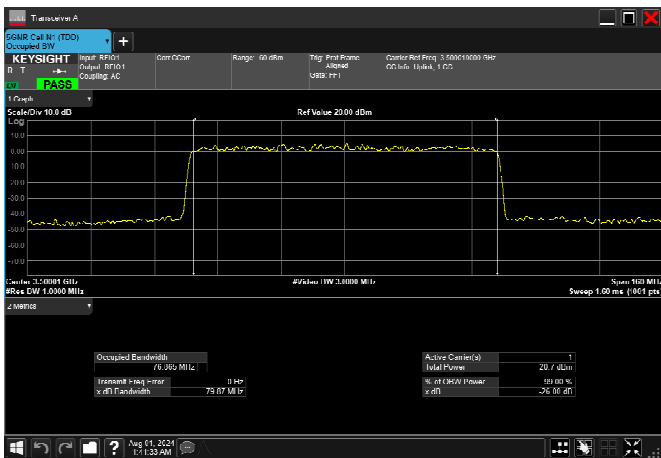 Transceiver A
5GNR Cell N1 (TDD)
Occupied BW
KEYSIGHT
R T
PASS
Input: RFIO1
Output: RFIO1
Coupling: AC
Corr CCorr
Range: 60 dBm
Trig: Prat Frame
Aligned
Gate: FFT
Carrier Ref Freq: 3.500010000 GHz
CC Info: Uplink, 1 CC
1 Graph
Scale/Div 10.0 dB
Ref Value 20.00 dBm
Log
10.0
0.00
-10.0
-20.0
-30.0
-40.0
-50.0
-60.0
-70.0
Center 3.50001 GHz
#Video BW 3.0000 MHz
Span 160 MHz
#Res BW 1.0000 MHz
Sweep 1.60 ms (1001 pts)
2 Metrics
Occupied Bandwidth
Active Carrier(s) 1
Total Power 20.7 dBm
Transmit Freq Error 0 Hz
% of OBW Power 99.00 %
x dB Bandwidth 79.87 MHz
x dB -26.00 dB
?
Aug 01, 2024
1:41:33 AM